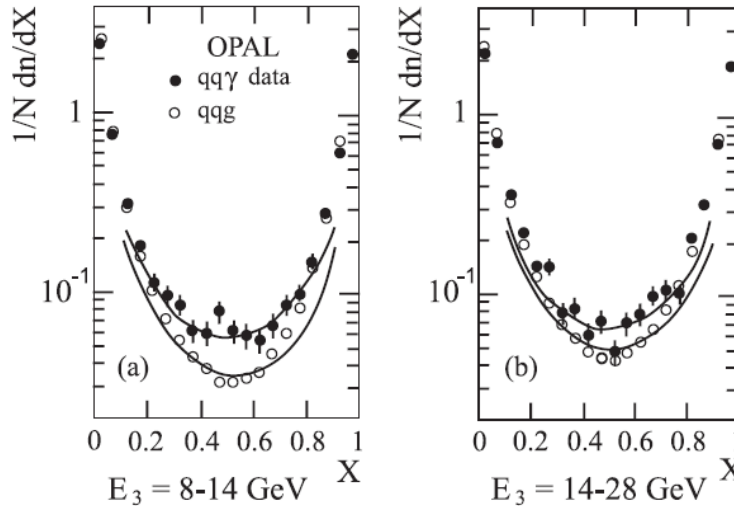 1/N dn/dX
OPAL
qqγ data
qqg
1
10⁻¹
(a)
0 0.2 0.4 0.6 0.8 1
X
E₃ = 8-14 GeV
1/N dn/dX
1
10⁻¹
(b)
0 0.2 0.4 0.6 0.8 1
X
E₃ = 14-28 GeV